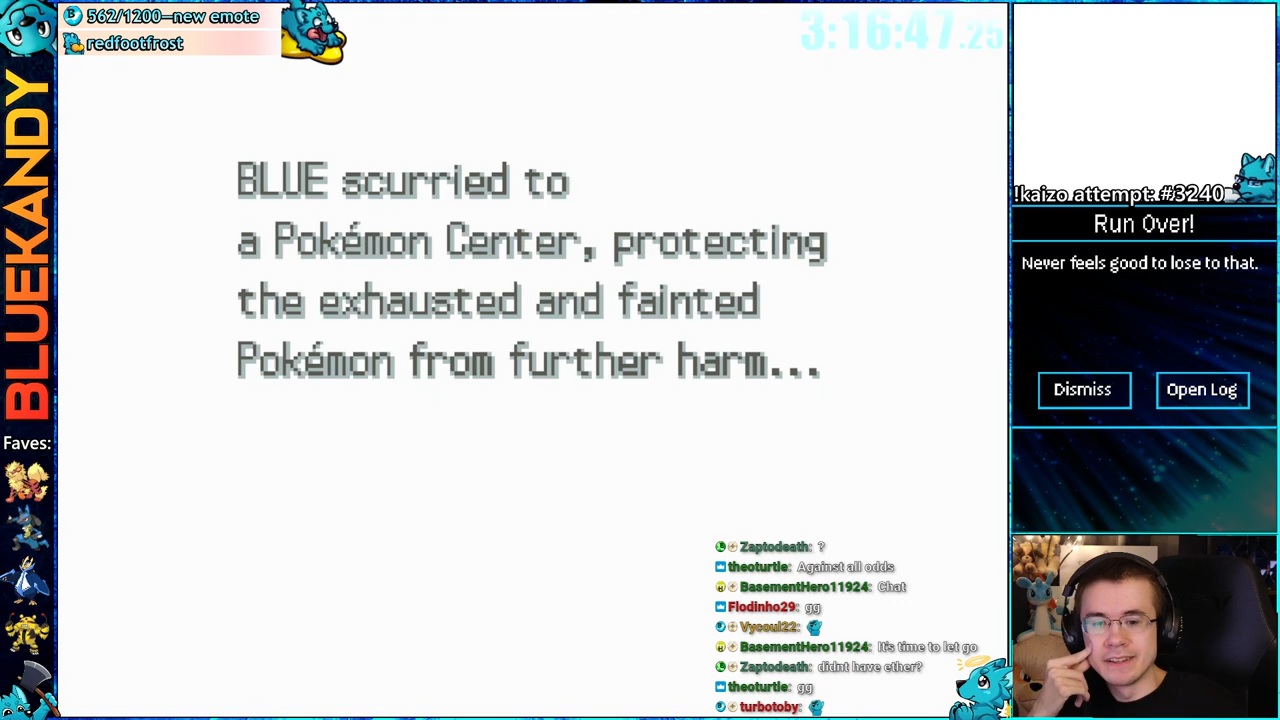 562/1200—new emote
redfootfrost
3:16:47.25
BLUEKANDY
Faves:
BLUE scurried to
a Pokémon Center, protecting
the exhausted and fainted
Pokémon from further harm...
!kaizo attempt: #3240
Run Over!
Never feels good to lose to that.
Dismiss
Open Log
Zaptodeath: ?
theoturtle: Against all odds
BasementHero11924: Chat
Flodinho29: gg
Vycoul22:
BasementHero11924: It's time to let go
Zaptodeath: didnt have ether?
theoturtle: gg
turbotoby: